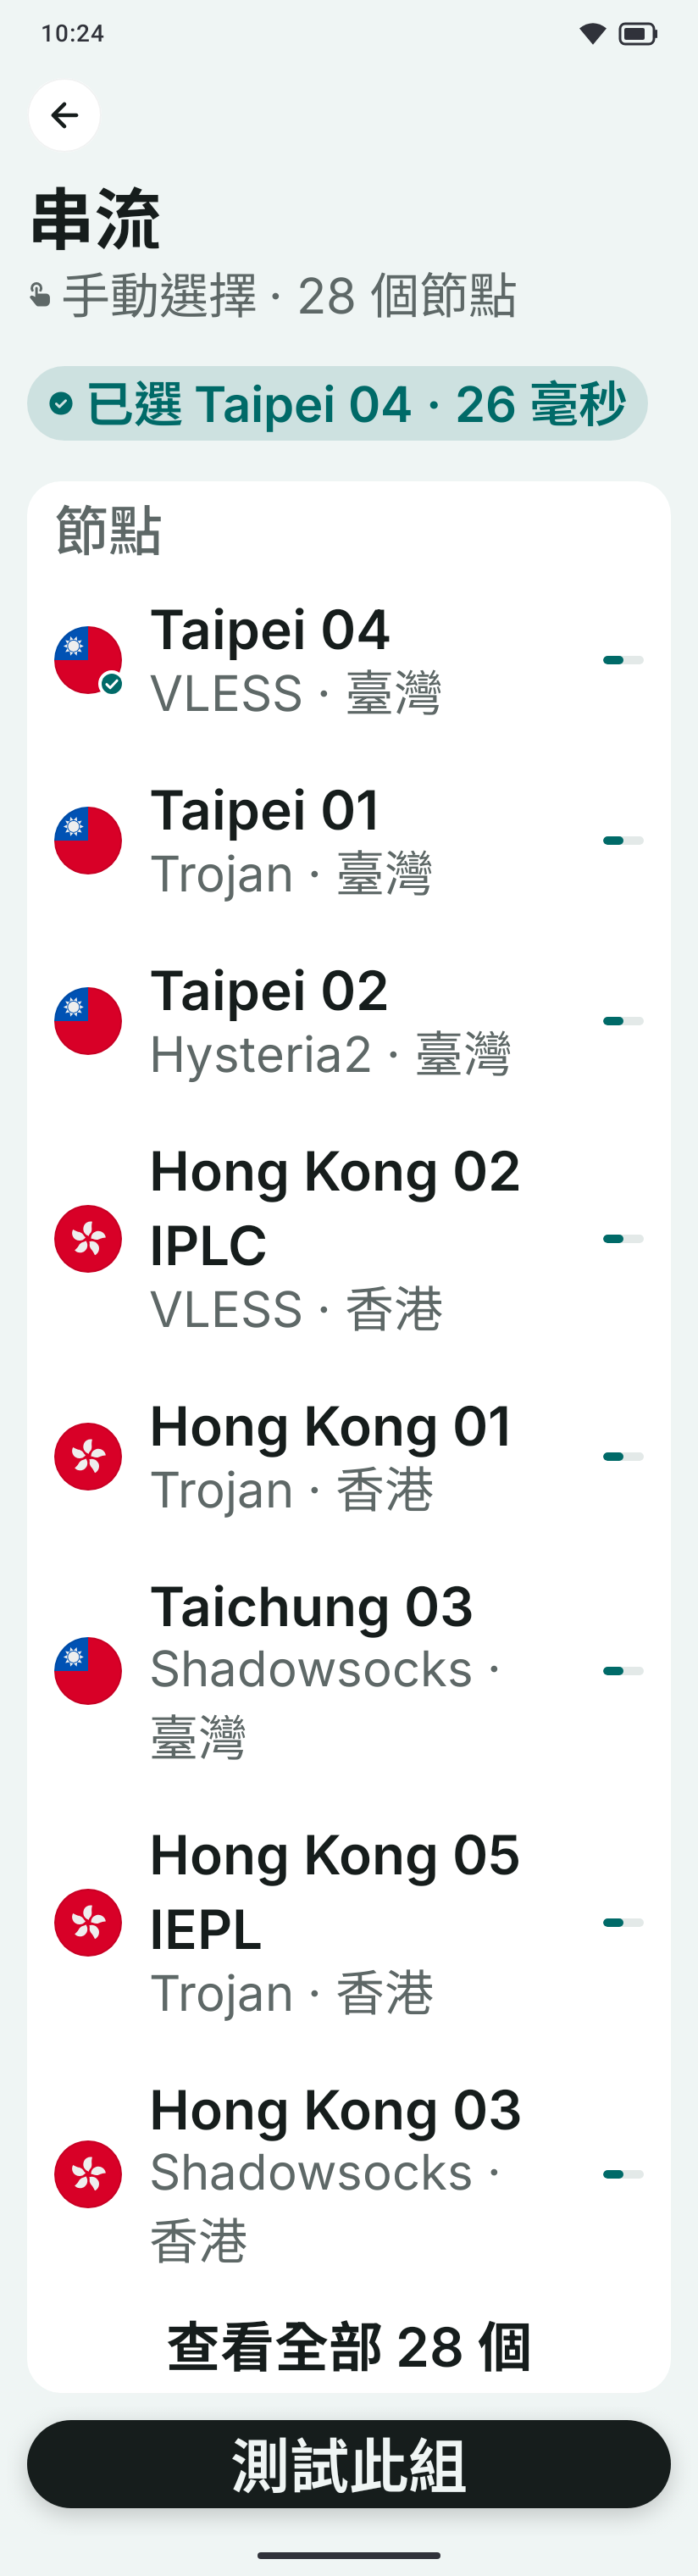 10:24
串流
手動選擇 · 28 個節點
已選 Taipei 04 · 26 毫秒
節點
Taipei 04
VLESS · 臺灣
Taipei 01
Trojan · 臺灣
Taipei 02
Hysteria2 · 臺灣
Hong Kong 02
IPLC
VLESS · 香港
Hong Kong 01
Trojan · 香港
Taichung 03
Shadowsocks ·
臺灣
Hong Kong 05
IEPL
Trojan · 香港
Hong Kong 03
Shadowsocks ·
香港
查看全部 28 個
測試此組